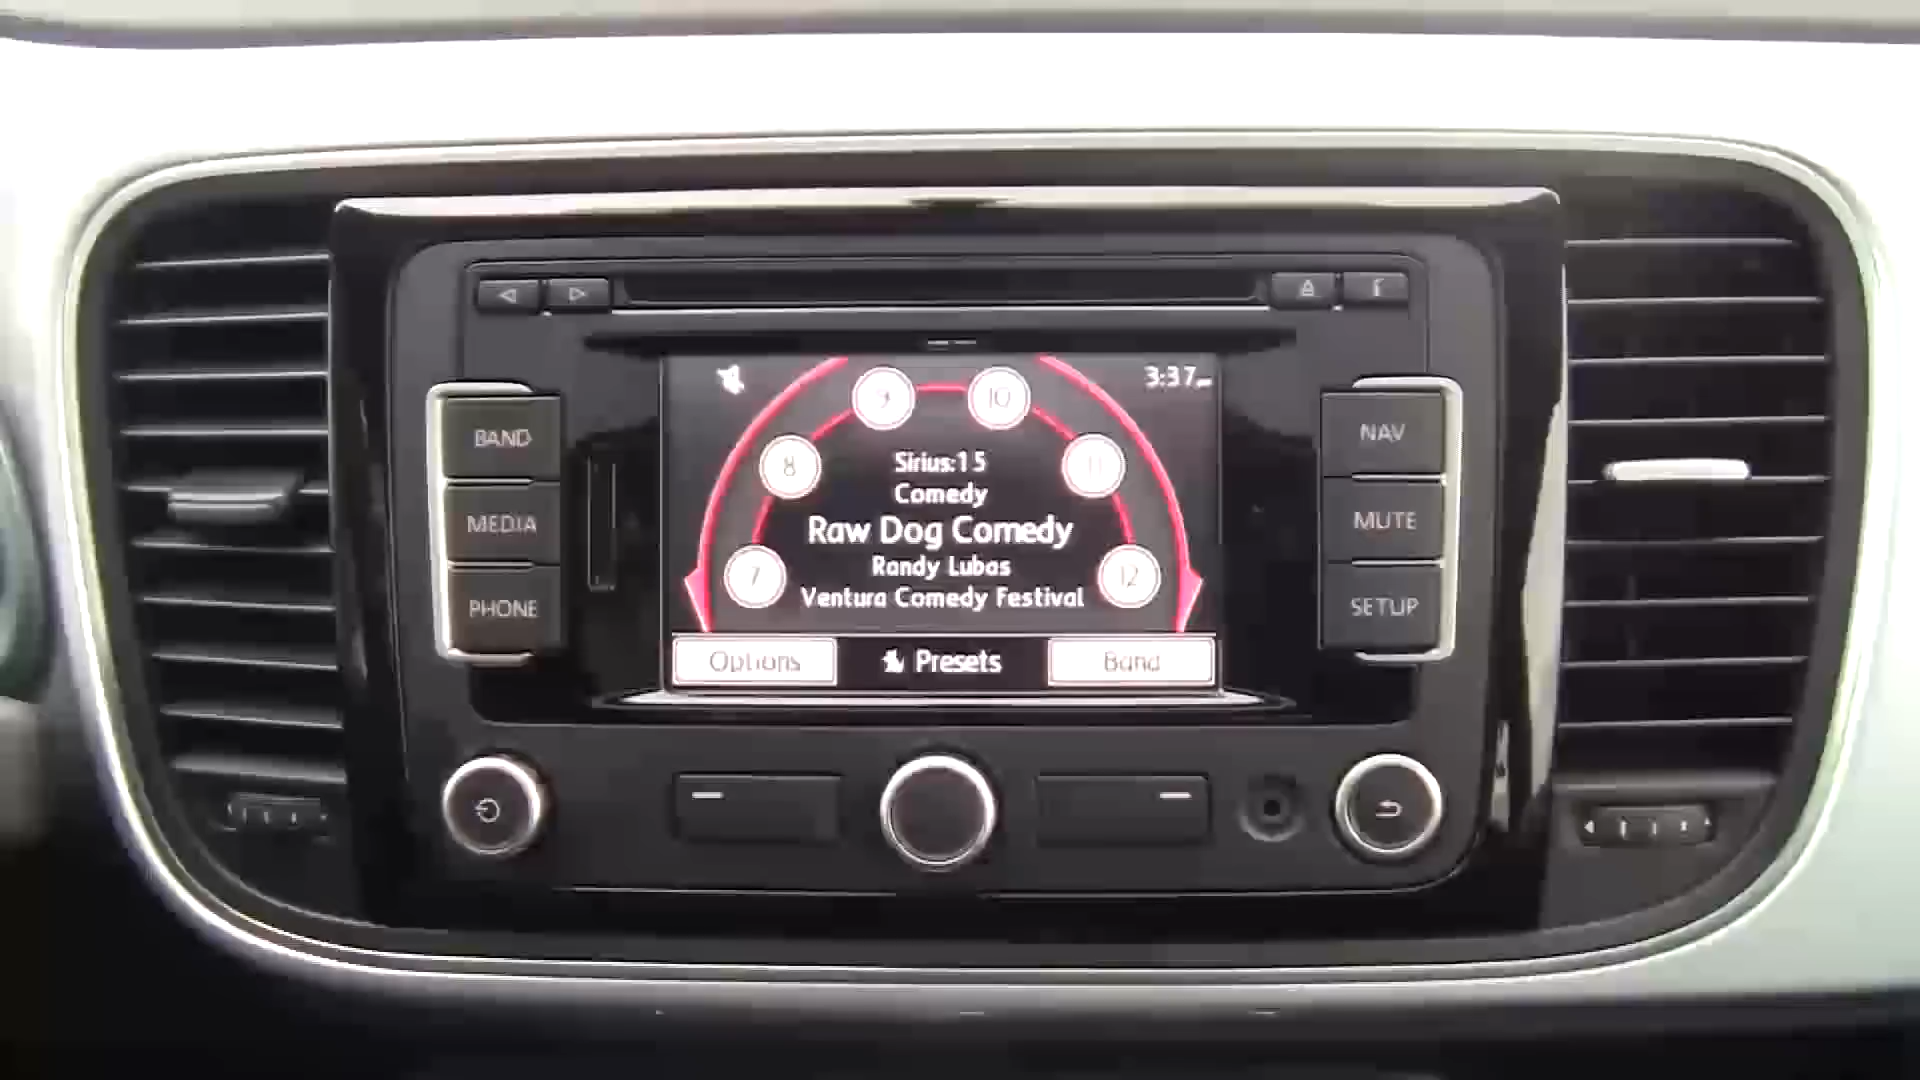 BAND
MEDIA
PHONE
3:37
9
10
8
11
7
12
Sirius:15
Comedy
Raw Dog Comedy
Randy Lubas
Ventura Comedy Festival
Options
Presets
Band
NAV
MUTE
SETUP